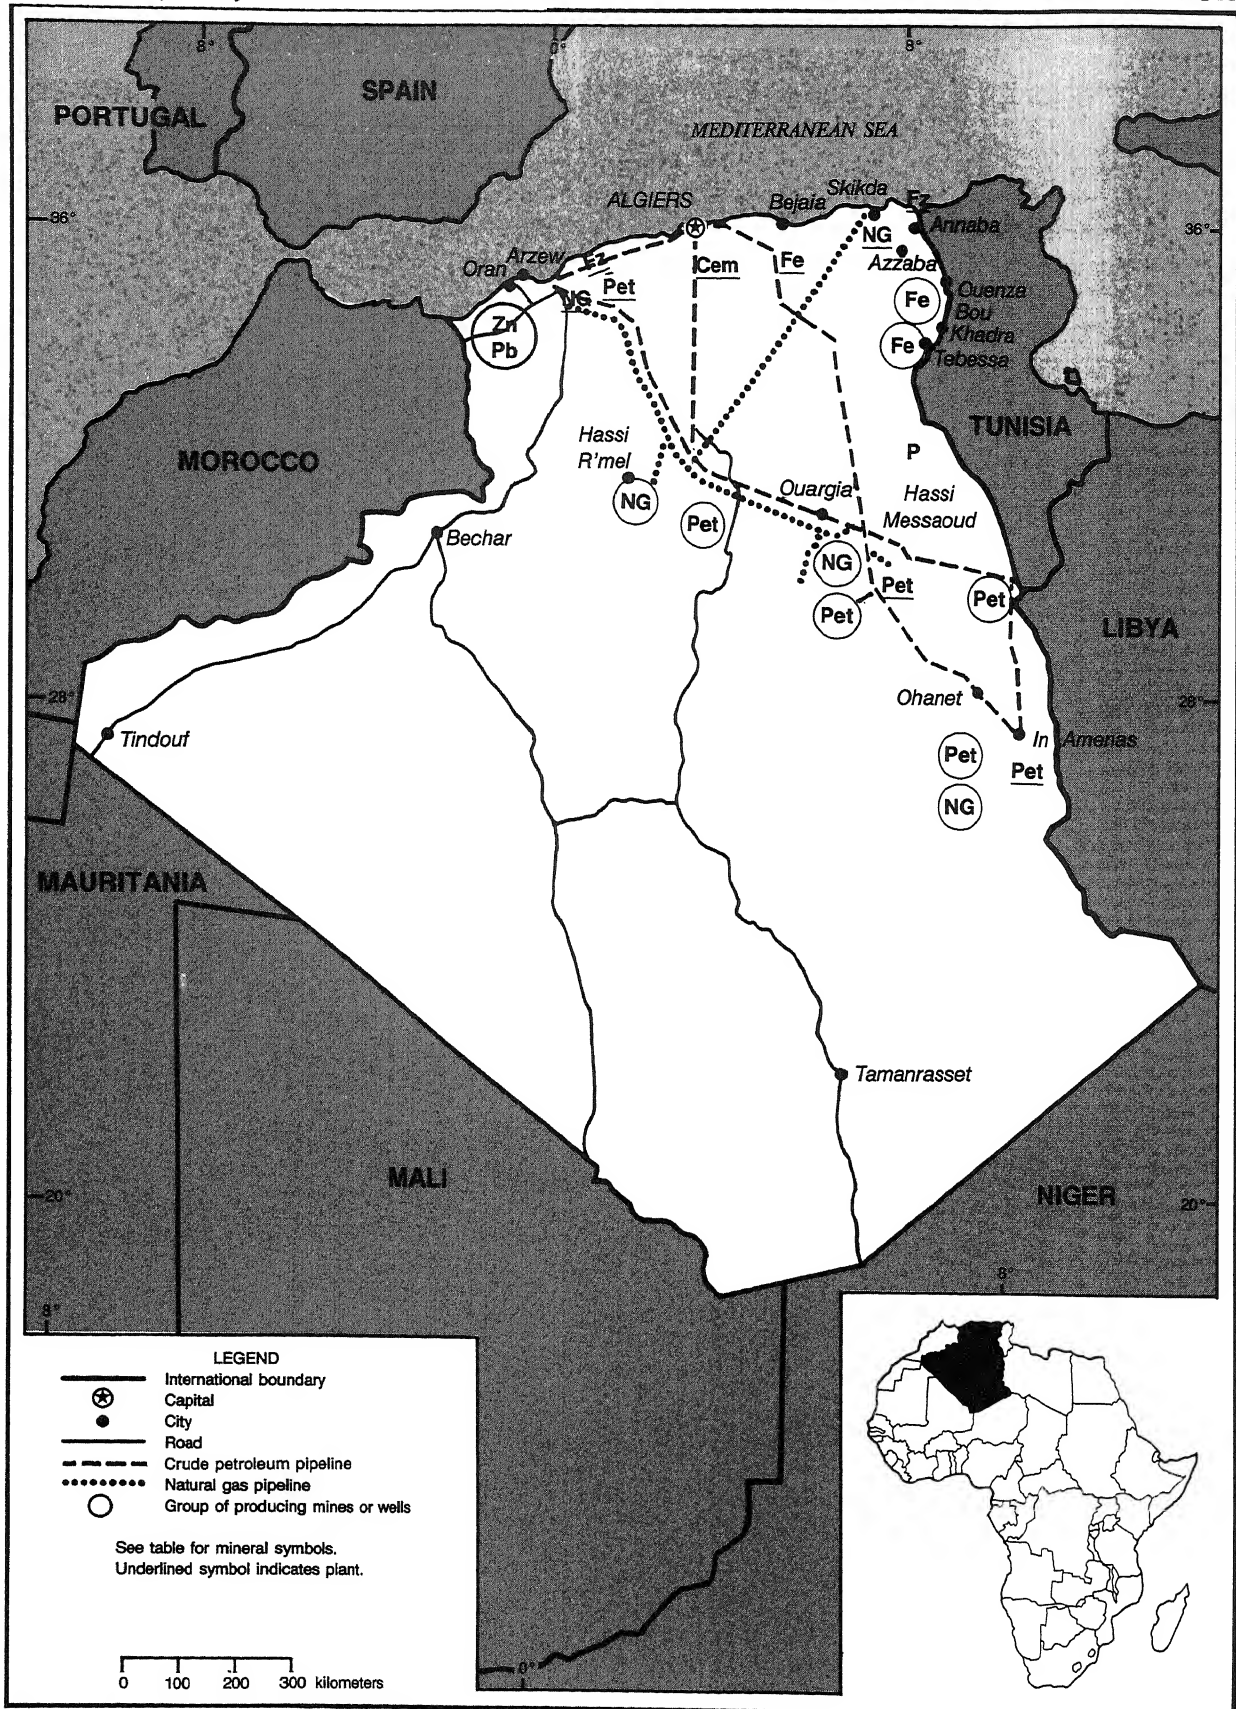 8°
0°
8°
SPAIN
PORTUGAL
MEDITERRANEAN SEA
36°
36°
ALGIERS
Bejaia
Skikda
Fz
Annaba
NG
Azzaba
Oran
Arzew
Fz
Pet
NG
Cem
Fe
Ouenza
Fe
Bou
Khadra
Fe
Tebessa
Zn
Pb
TUNISIA
MOROCCO
Hassi
R'mel
NG
Pet
P
Ouargia
Hassi
Messaoud
Bechar
NG
Pet
Pet
Pet
LIBYA
28°
28°
Ohanet
Tindouf
In Amenas
Pet
Pet
NG
MAURITANIA
Tamanrasset
MALI
NIGER
20°
20°
8°
8°
LEGEND
International boundary
Capital
City
Road
Crude petroleum pipeline
Natural gas pipeline
Group of producing mines or wells
See table for mineral symbols.
Underlined symbol indicates plant.
0 100 200 300 kilometers
0°